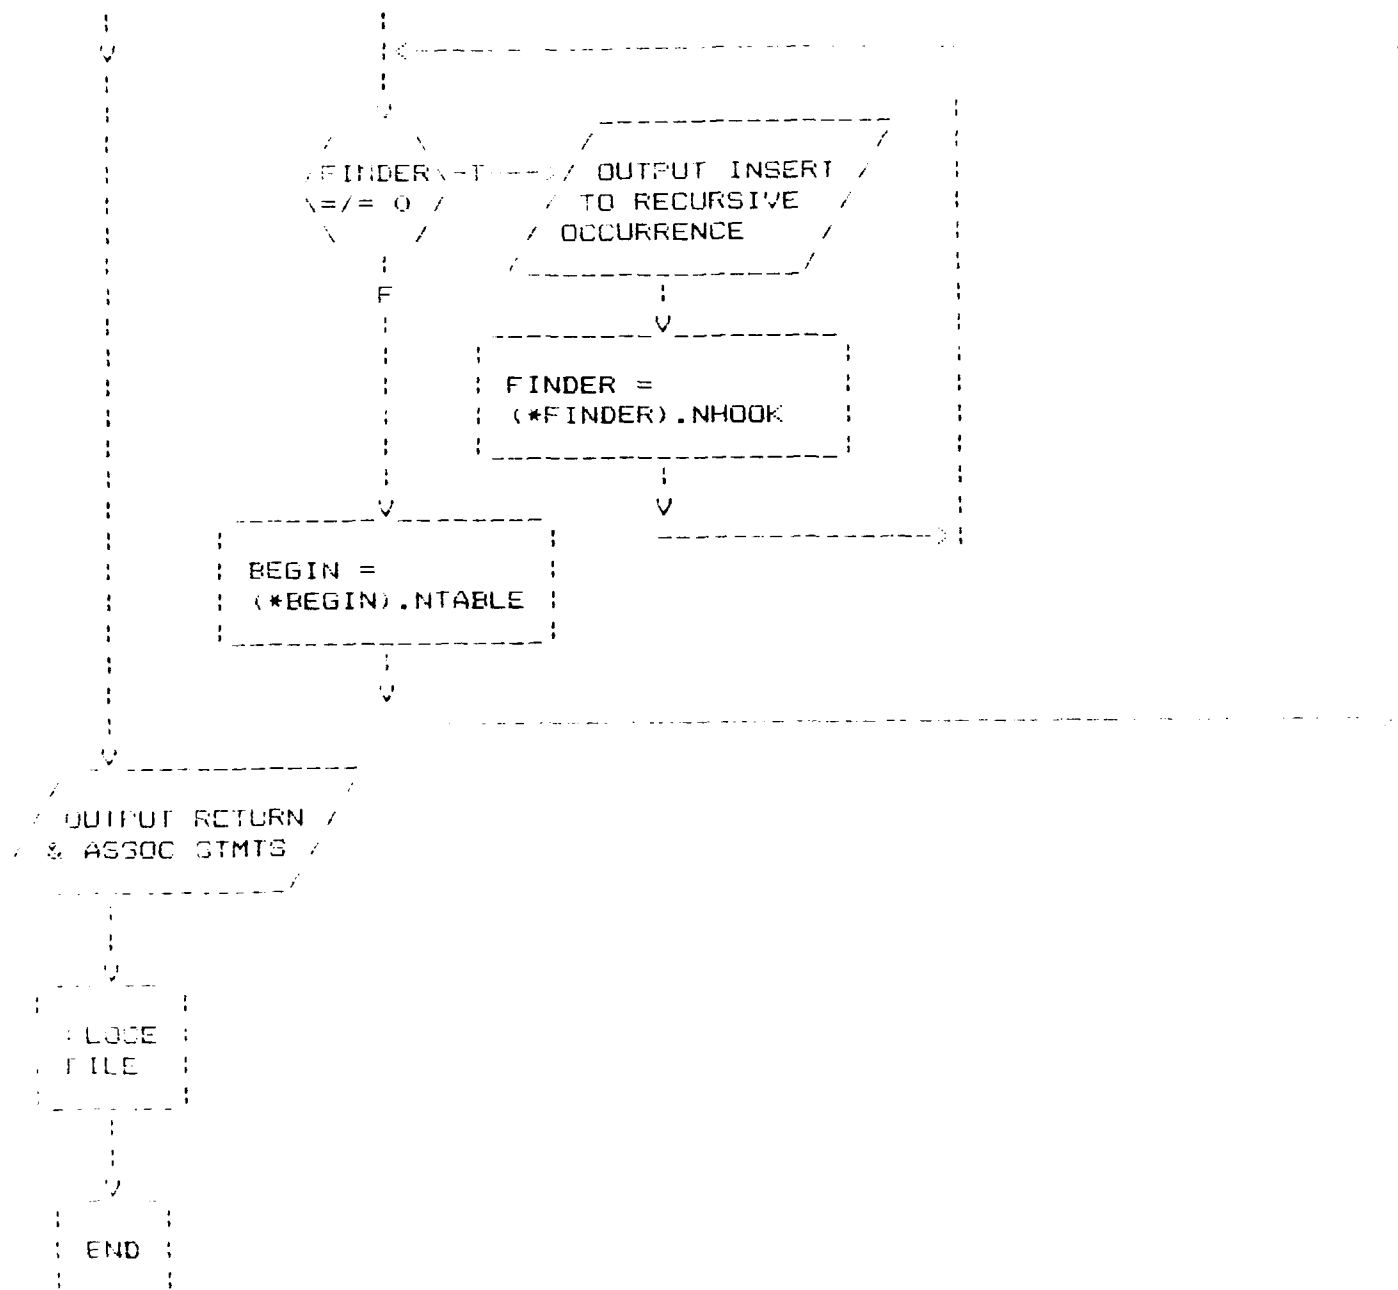 FINDER
=/= 0
T
OUTPUT INSERT
TO RECURSIVE
OCCURRENCE
F
FINDER =
(*FINDER).NHOOK
BEGIN =
(*BEGIN).NTABLE
OUTPUT RETURN
& ASSOC STMTS
CLOSE
FILE
END